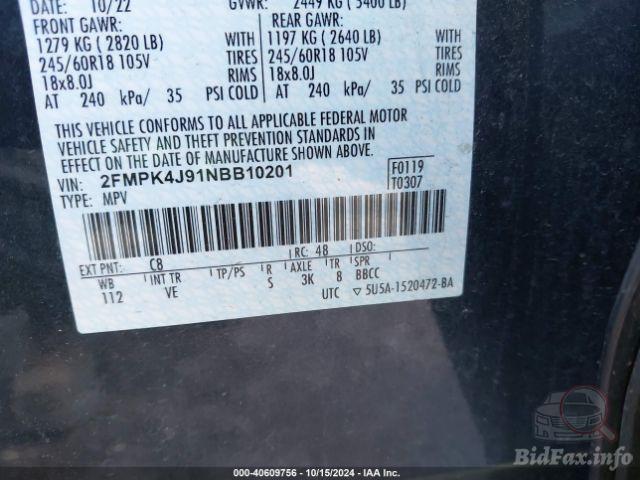 DATE: 10/22 GVWR: 2449 KG ( 5400 LB)
FRONT GAWR: REAR GAWR:
1279 KG ( 2820 LB) WITH 1197 KG ( 2640 LB) WITH
245/60R18 105V TIRES 245/60R18 105V TIRES
18x8.0J RIMS 18x8.0J RIMS
AT 240 kPa/ 35 PSI COLD AT 240 kPa/ 35 PSI COLD
THIS VEHICLE CONFORMS TO ALL APPLICABLE FEDERAL MOTOR
VEHICLE SAFETY AND THEFT PREVENTION STANDARDS IN
EFFECT ON THE DATE OF MANUFACTURE SHOWN ABOVE.
VIN: 2FMPK4J91NBB10201 F0119
TYPE: MPV T0307
EXT PNT: C8 RC: 48 DSO:
WB INT TR TP/PS R AXLE TR SPR
112 VE S 3K 8 BBCC
UTC ▽ 5U5A-1520472-BA
000-40609756 - 10/15/2024 - IAA Inc.
BidFax.info